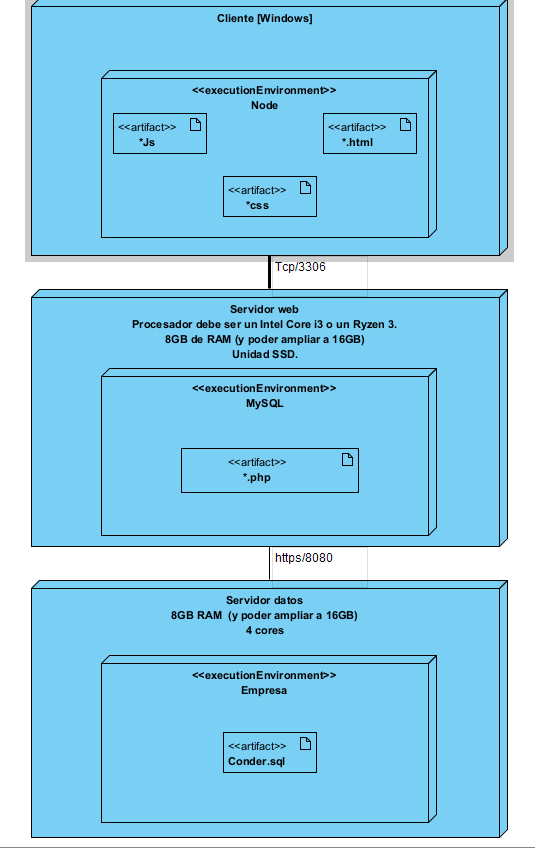 Cliente [Windows]
<<executionEnvironment>>
Node
<<artifact>>
*Js
<<artifact>>
*.html
<<artifact>>
*css
Tcp/3306
Servidor web
Procesador debe ser un Intel Core i3 o un Ryzen 3.
8GB de RAM (y poder ampliar a 16GB)
Unidad SSD.
<<executionEnvironment>>
MySQL
<<artifact>>
*.php
https/8080
Servidor datos
8GB RAM  (y poder ampliar a 16GB)
4 cores
<<executionEnvironment>>
Empresa
<<artifact>>
Conder.sql